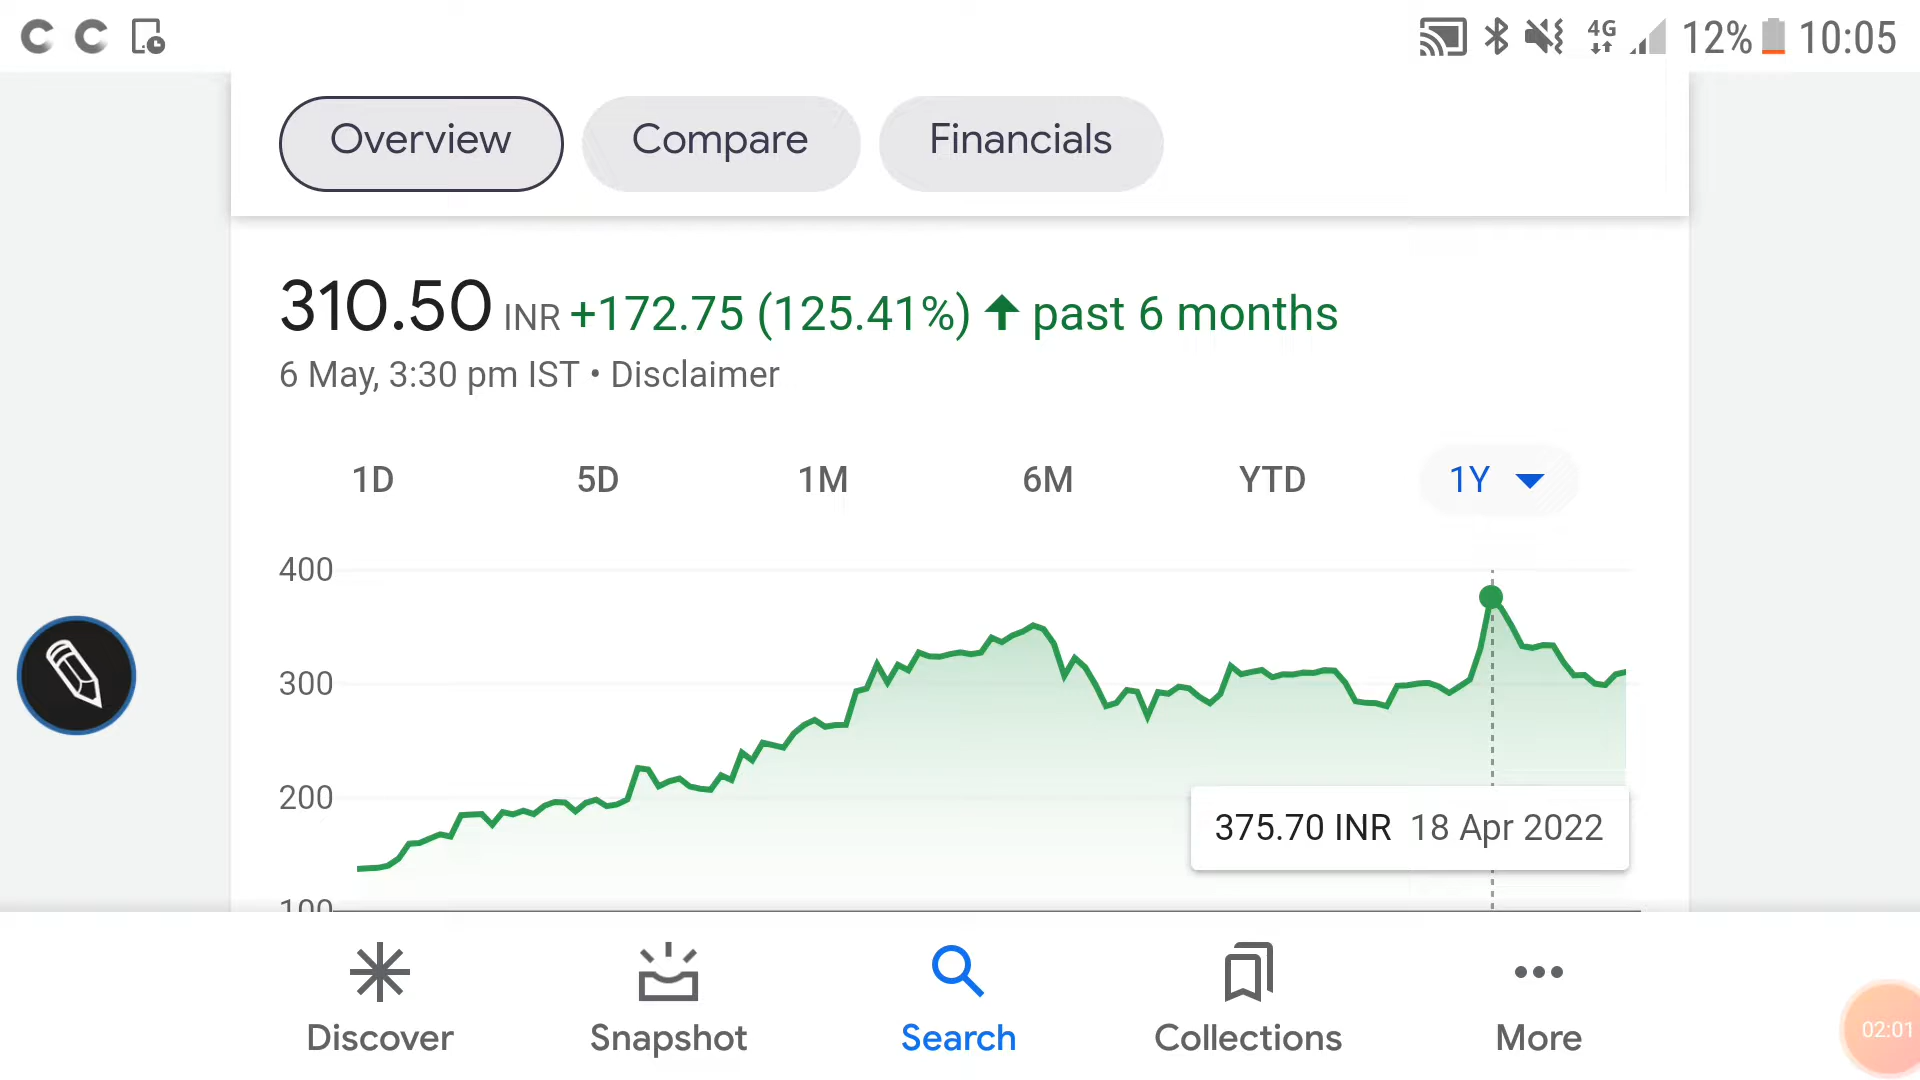 4G 12% 10:05
Overview Compare Financials
310.50 INR +172.75 (125.41%) past 6 months
6 May, 3:30 pm IST • Disclaimer
1D 5D 1M 6M YTD 1Y
400
300
200
375.70 INR 18 Apr 2022
100
Discover Snapshot Search Collections More
02:01